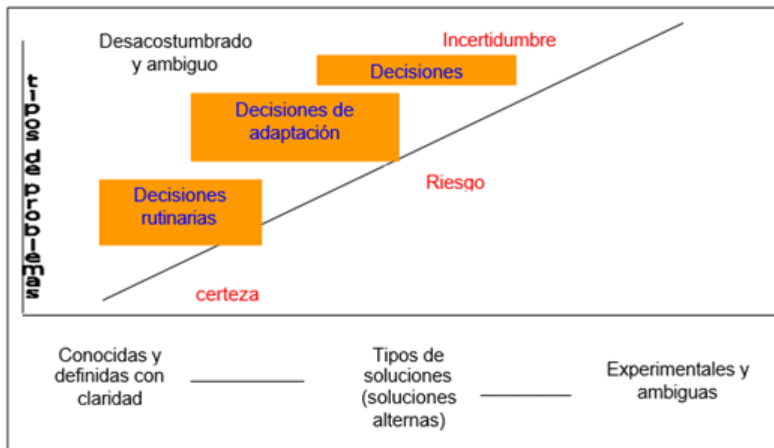 Desacostumbrado
y ambiguo
Incertidumbre
Decisiones
Decisiones de
adaptación
Decisiones
rutinarias
Riesgo
certeza
tipos de problemas
Conocidas y
definidas con
claridad
Tipos de
soluciones
(soluciones
alternas)
Experimentales y
ambiguas